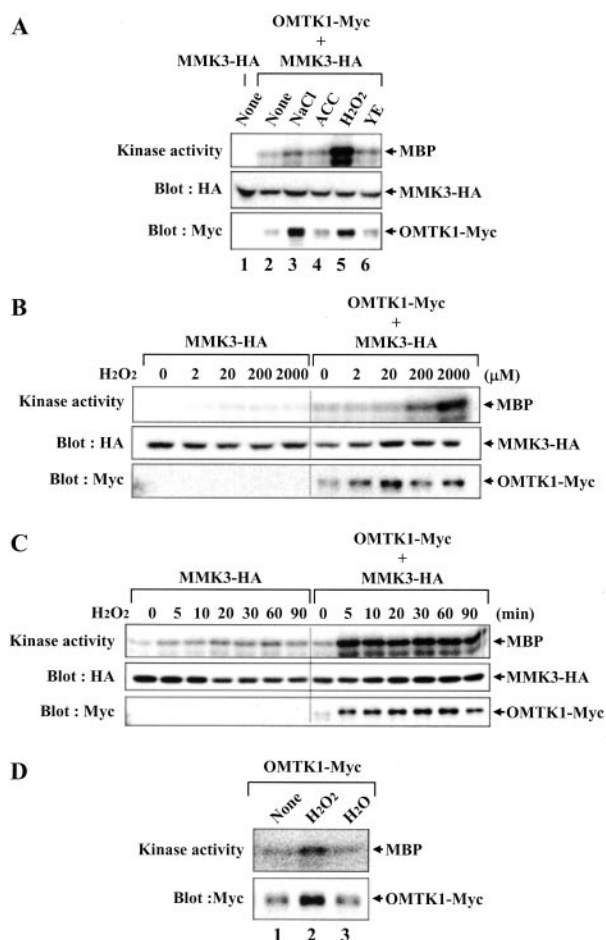 A
OMTK1-Myc
+
MMK3-HA MMK3-HA
None None NaCl ACC H₂O₂ YE
Kinase activity MBP
Blot : HA MMK3-HA
Blot : Myc OMTK1-Myc
1 2 3 4 5 6
B
OMTK1-Myc
+
MMK3-HA MMK3-HA
H₂O₂ 0 2 20 200 2000 0 2 20 200 2000 (μM)
Kinase activity MBP
Blot : HA MMK3-HA
Blot : Myc OMTK1-Myc
C
OMTK1-Myc
+
MMK3-HA MMK3-HA
H₂O₂ 0 5 10 20 30 60 90 0 5 10 20 30 60 90 (min)
Kinase activity MBP
Blot : HA MMK3-HA
Blot : Myc OMTK1-Myc
D
OMTK1-Myc
None H₂O₂ H₂O
Kinase activity MBP
Blot :Myc OMTK1-Myc
1 2 3